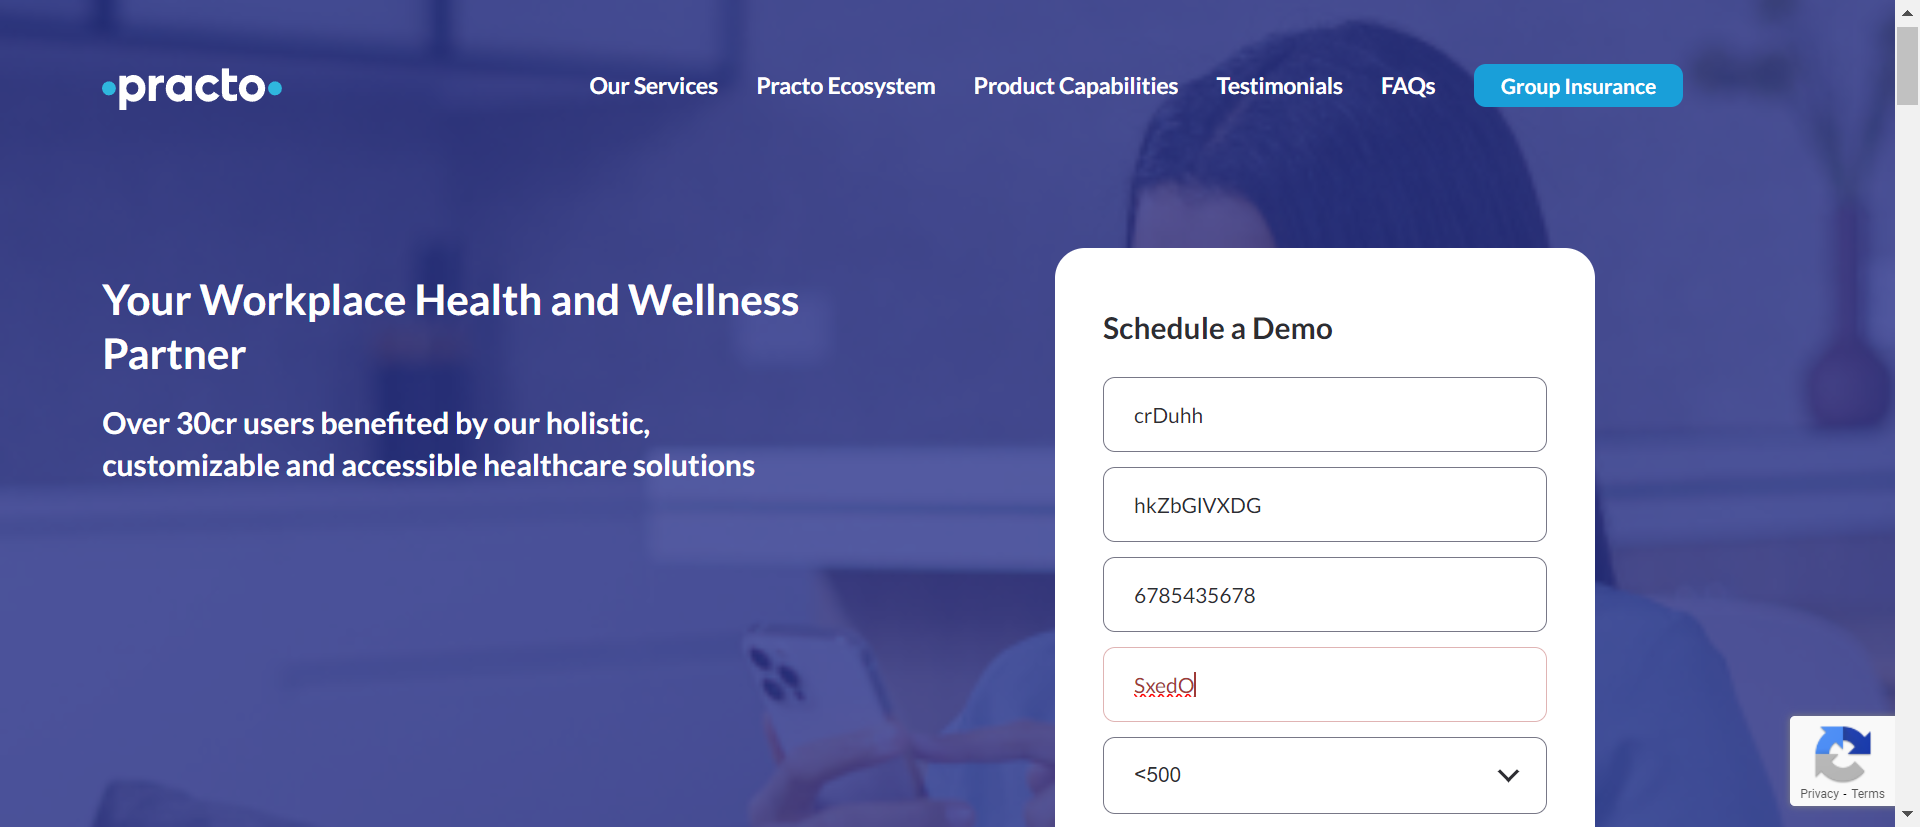 practo
Our Services Practo Ecosystem Product Capabilities Testimonials FAQs Group Insurance
Your Workplace Health and Wellness
Partner
Over 30cr users benefited by our holistic,
customizable and accessible healthcare solutions
Schedule a Demo
crDuhh
hkZbGIVXDG
6785435678
SxedO
<500
Privacy - Terms